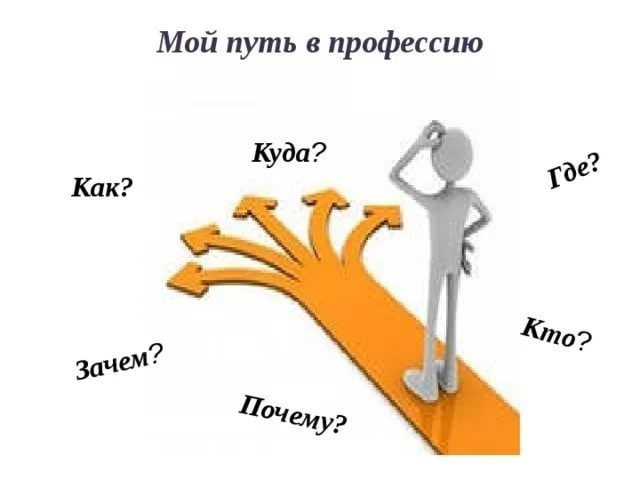 Мой путь в профессию
Куда?
Где?
Как?
Кто?
Зачем?
Почему?